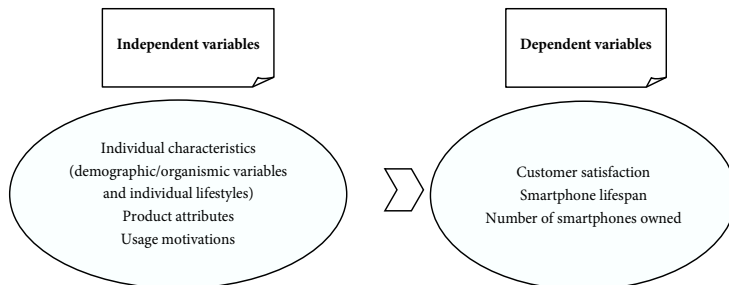 Independent variables
Dependent variables
Individual characteristics
(demographic/organismic variables
and individual lifestyles)
Product attributes
Usage motivations
Customer satisfaction
Smartphone lifespan
Number of smartphones owned